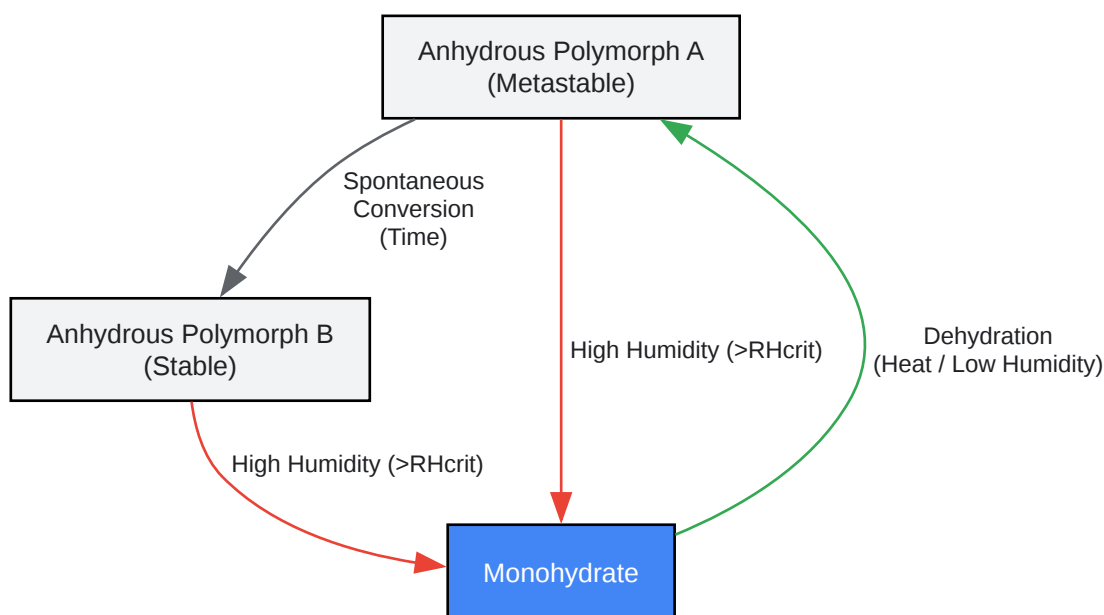 Anhydrous Polymorph A
(Metastable)
Spontaneous
Conversion
(Time)
Anhydrous Polymorph B
(Stable)
High Humidity (>RHcrit)
Dehydration
(Heat / Low Humidity)
High Humidity (>RHcrit)
Monohydrate